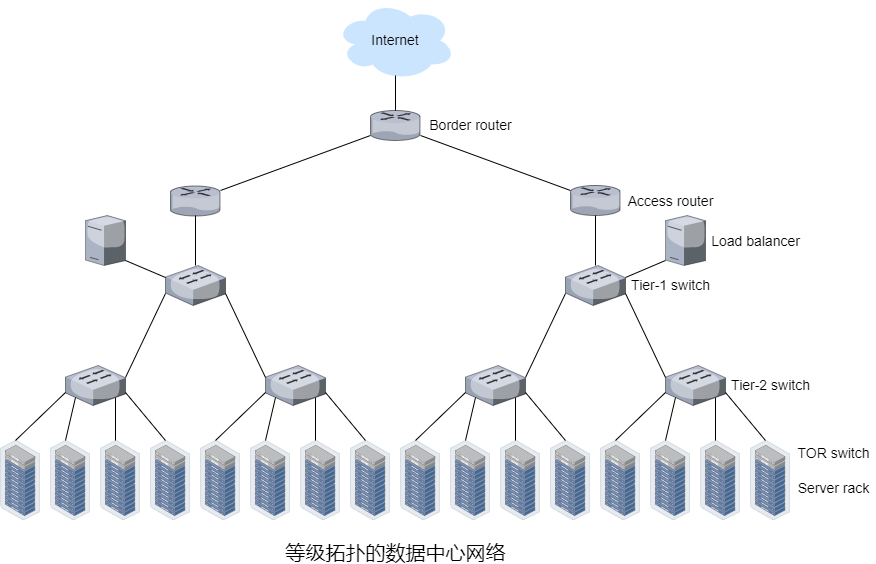 Internet
Border router
Access router
Load balancer
Tier-1 switch
Tier-2 switch
TOR switch
Server rack
等级拓扑的数据中心网络